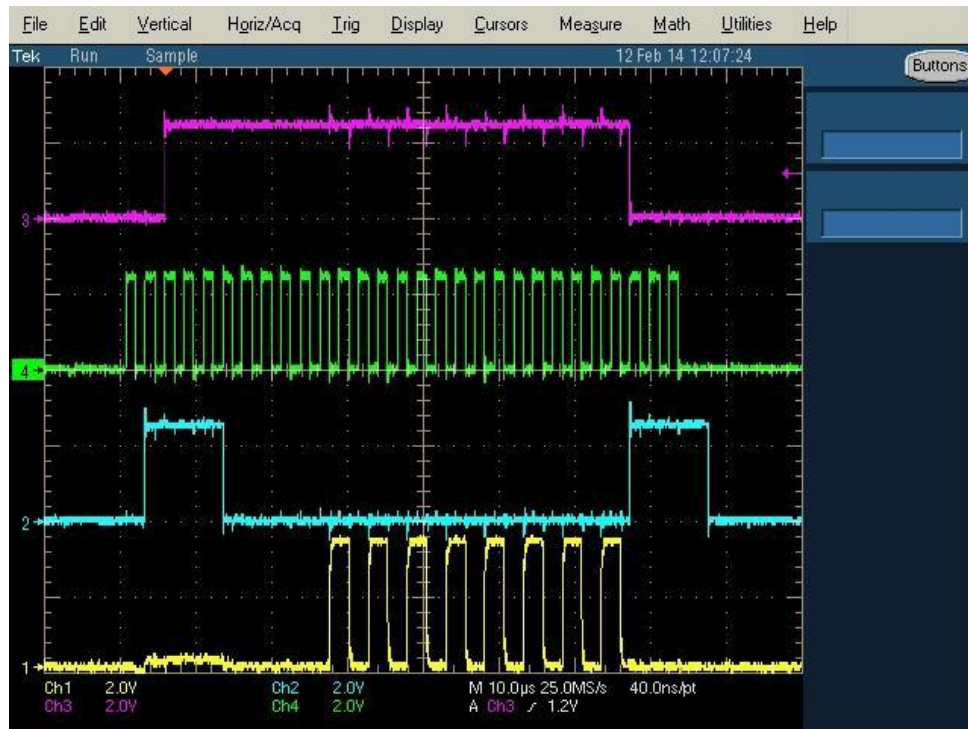 File Edit Vertical Horiz/Acq Trig Display Cursors Measure Math Utilities Help
Tek Run Sample 12 Feb 14 12:07:24
Buttons
3
4
2
1
Ch1 2.0V Ch2 2.0V M 10.0µs 25.0MS/s 40.0ns/pt
Ch3 2.0V Ch4 2.0V A Ch3 / 1.2V